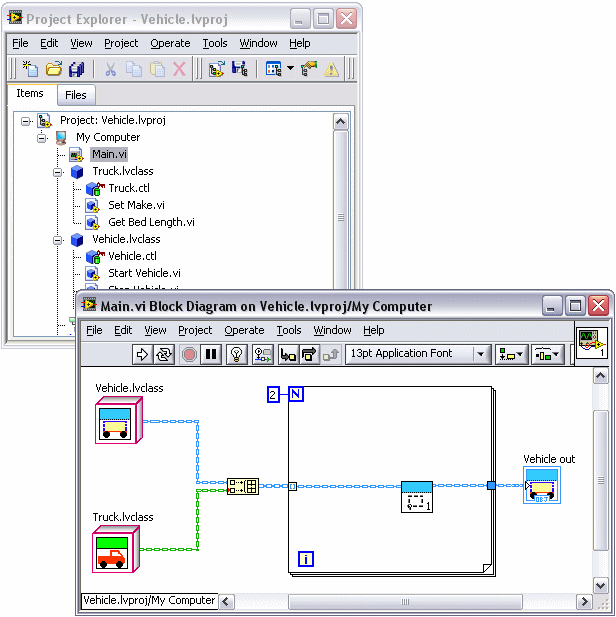 Project Explorer - Vehicle.lvproj
File Edit View Project Operate Tools Window Help
Items Files
Project: Vehicle.lvproj
My Computer
Main.vi
Truck.lvclass
Truck.ctl
Set Make.vi
Get Bed Length.vi
Vehicle.lvclass
Vehicle.ctl
Start Vehicle.vi
Stop Vehicle.vi
Main.vi Block Diagram on Vehicle.lvproj/My Computer
File Edit View Project Operate Tools Window Help
13pt Application Font
1
Vehicle.lvclass
2 N
Vehicle out
1
OBJ
Truck.lvclass
i
Vehicle.lvproj/My Computer